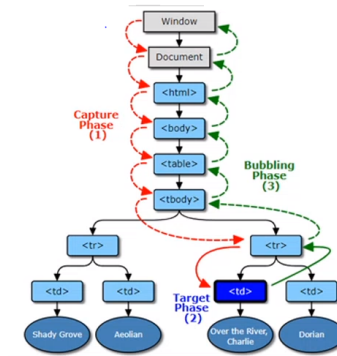 Window
Document
<html>
Capture
Phase
(1)
<body>
<table>
Bubbling
Phase
(3)
<tbody>
<tr>
<tr>
<td>
<td>
Target
Phase
(2)
<td>
<td>
Shady Grove
Aeolian
Over the River,
Charlie
Dorian